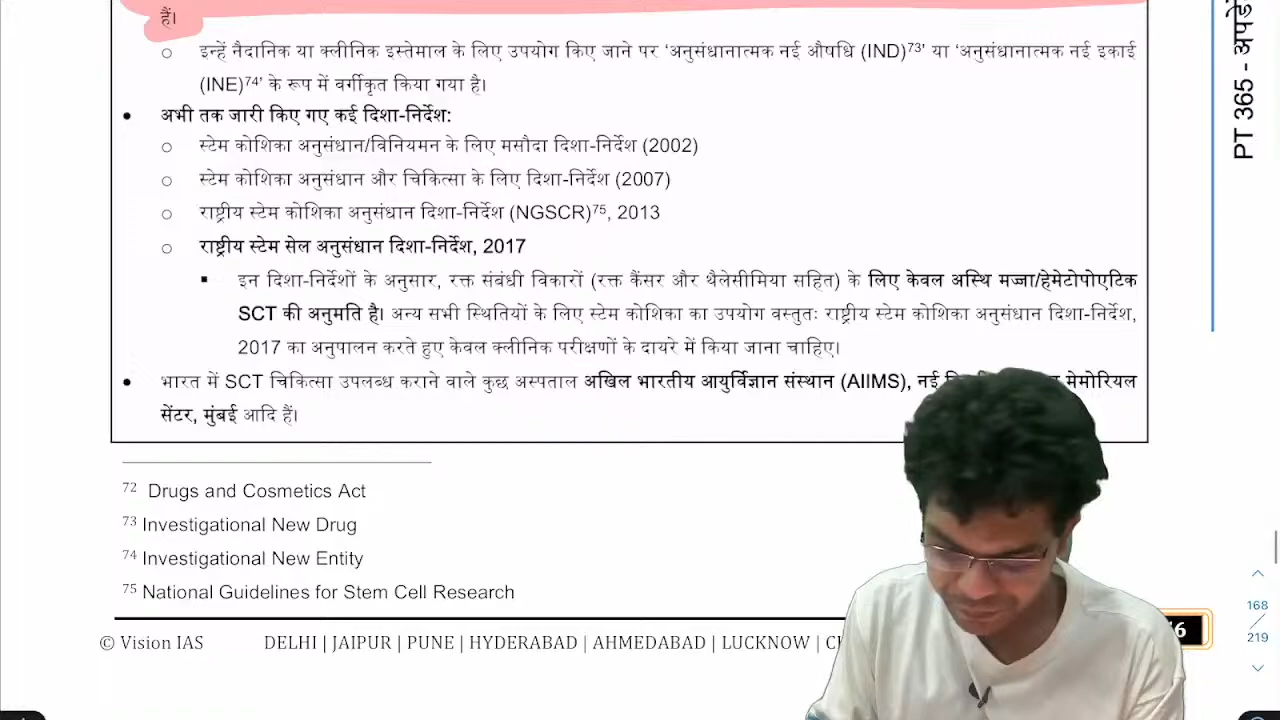 हैं।
○ इन्हें नैदानिक या क्लीनिक इस्तेमाल के लिए उपयोग किए जाने पर ‘अनुसंधानात्मक नई औषधि (IND)73’ या ‘अनुसंधानात्मक नई इकाई
(INE)74’ के रूप में वर्गीकृत किया गया है।
• अभी तक जारी किए गए कई दिशा-निर्देश:
○ स्टेम कोशिका अनुसंधान/विनियमन के लिए मसौदा दिशा-निर्देश (2002)
○ स्टेम कोशिका अनुसंधान और चिकित्सा के लिए दिशा-निर्देश (2007)
○ राष्ट्रीय स्टेम कोशिका अनुसंधान दिशा-निर्देश (NGSCR)75, 2013
○ राष्ट्रीय स्टेम सेल अनुसंधान दिशा-निर्देश, 2017
▪ इन दिशा-निर्देशों के अनुसार, रक्त संबंधी विकारों (रक्त कैंसर और थैलेसीमिया सहित) के लिए केवल अस्थि मज्जा/हेमेटोपोएटिक
SCT की अनुमति है। अन्य सभी स्थितियों के लिए स्टेम कोशिका का उपयोग वस्तुतः राष्ट्रीय स्टेम कोशिका अनुसंधान दिशा-निर्देश,
2017 का अनुपालन करते हुए केवल क्लीनिक परीक्षणों के दायरे में किया जाना चाहिए।
• भारत में SCT चिकित्सा उपलब्ध कराने वाले कुछ अस्पताल अखिल भारतीय आयुर्विज्ञान संस्थान (AIIMS), नई मेमोरियल
सेंटर, मुंबई आदि हैं।
72 Drugs and Cosmetics Act
73 Investigational New Drug
74 Investigational New Entity
75 National Guidelines for Stem Cell Research
© Vision IAS DELHI | JAIPUR | PUNE | HYDERABAD | AHMEDABAD | LUCKNOW |
PT 365 -
168
219